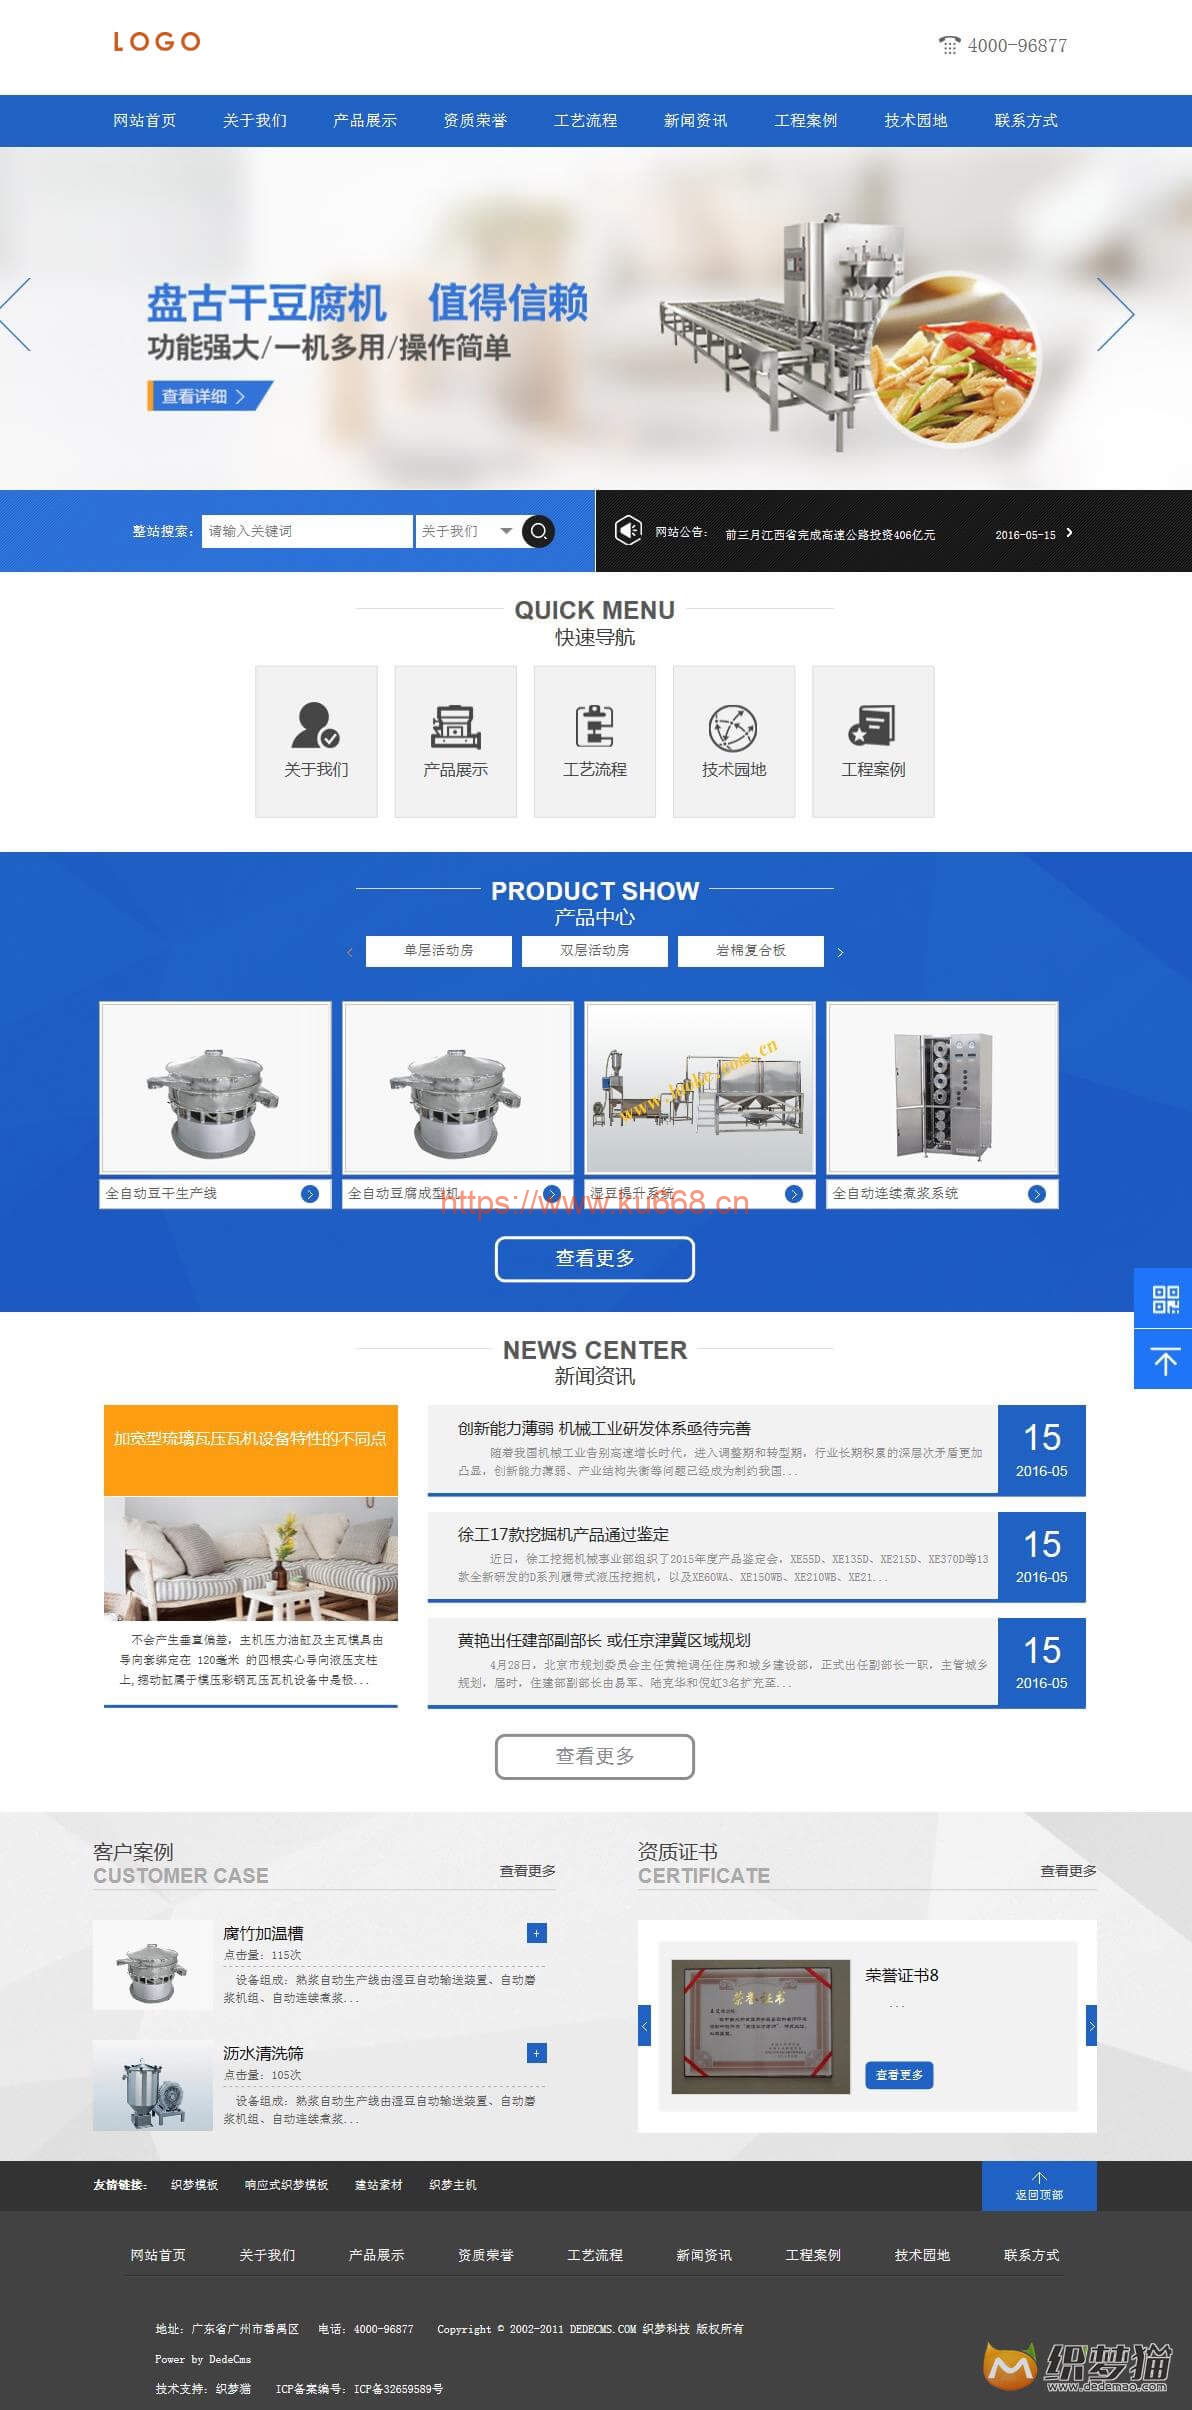 LOGO
4000-96877
网站首页 关于我们 产品展示 资质荣誉 工艺流程 新闻资讯 工程案例 技术园地 联系方式
盘古干豆腐机 值得信赖
功能强大/一机多用/操作简单
查看详细
整站搜索： 请输入关键词 关于我们
网站公告： 前三月江西省完成高速公路投资406亿元 2016-05-15
QUICK MENU
快速导航
关于我们 产品展示 工艺流程 技术园地 工程案例
PRODUCT SHOW
产品中心
单层活动房 双层活动房 岩棉复合板
全自动豆干生产线 全自动豆腐成型机 湿豆提升系统 全自动连续煮浆系统
https://www.ku668.cn
查看更多
NEWS CENTER
新闻资讯
加宽型琉璃瓦压瓦机设备特性的不同点
不会产生垂直偏差，主机压力油缸及主瓦模具由
导向套绑定在 120毫米 的四根实心导向液压支柱
上,摆动缸属于模压彩钢瓦压瓦机设备中是极...
创新能力薄弱 机械工业研发体系亟待完善
随着我国机械工业告别高速增长时代，进入调整期和转型期，行业长期积累的深层次矛盾更加
凸显，创新能力薄弱、产业结构失衡等问题已经成为制约我国...
15
2016-05
徐工17款挖掘机产品通过鉴定
近日，徐工挖掘机械事业部组织了2015年度产品鉴定会，XE55D、XE135D、XE215D、XE370D等13
款全新研发的D系列履带式液压挖掘机，以及XE60WA、XE150WB、XE210WB、XE21...
15
2016-05
黄艳出任建部副部长 或任京津冀区域规划
4月28日，北京市规划委员会主任黄艳调任住房和城乡建设部，正式出任副部长一职，主管城乡
规划，届时，住建部副部长由易军、陆克华和倪虹3名扩充至...
15
2016-05
查看更多
客户案例
CUSTOMER CASE 查看更多
腐竹加温槽
点击量：115次
设备组成：熟浆自动生产线由湿豆自动输送装置、自动磨
浆机组、自动连续煮浆...
沥水清洗筛
点击量：105次
设备组成：熟浆自动生产线由湿豆自动输送装置、自动磨
浆机组、自动连续煮浆...
资质证书
CERTIFICATE 查看更多
荣誉证书
荣誉证书8
...
查看更多
友情链接： 织梦模板 响应式织梦模板 建站素材 织梦主机
返回顶部
网站首页 关于我们 产品展示 资质荣誉 工艺流程 新闻资讯 工程案例 技术园地 联系方式
地址：广东省广州市番禺区 电话：4000-96877 Copyright © 2002-2011 DEDECMS.COM 织梦科技 版权所有
Power by DedeCms
技术支持：织梦猫 ICP备案编号：ICP备32659589号
织梦猫
www.dedemao.com